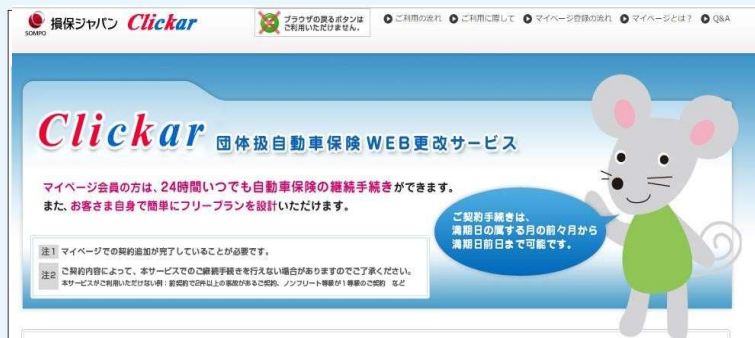 SOMPO 損保ジャパン Clickar
ブラウザの戻るボタンは
ご利用いただけません。
ご利用の流れ ご利用に際して マイページ登録の流れ マイページとは? Q&A
Clickar 団体扱自動車保険 WEB更改サービス
マイページ会員の方は、24時間いつでも自動車保険の継続手続きができます。
また、お客さま自身で簡単にフリープランを設計いただけます。
ご契約手続きは、
満期日の属する月の前々月から
満期日前日まで可能です。
注1 マイページでの契約追加が完了していることが必要です。
注2 ご契約内容によって、本サービスでのご継続手続きを行えない場合がありますのでご了承ください。
本サービスがご利用いただけない例:前契約で2件以上の事故があるご契約、ノンフリート等級が1等級のご契約 など